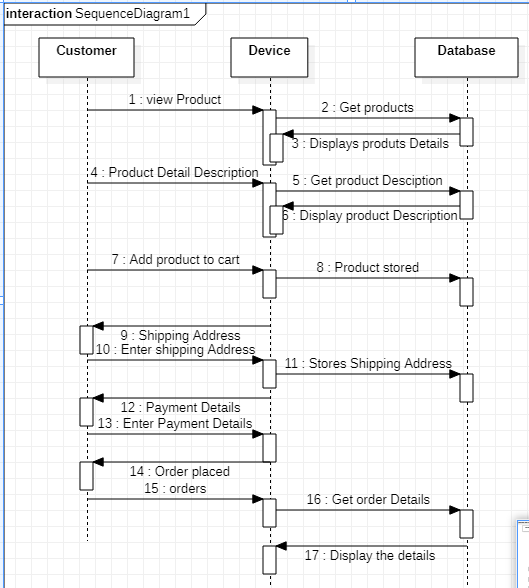 interaction SequenceDiagram1
Customer
Device
Database
1 : view Product
2 : Get products
3 : Displays produts Details
4 : Product Detail Description
5 : Get product Desciption
6 : Display product Description
7 : Add product to cart
8 : Product stored
9 : Shipping Address
10 : Enter shipping Address
11 : Stores Shipping Address
12 : Payment Details
13 : Enter Payment Details
14 : Order placed
15 : orders
16 : Get order Details
17 : Display the details